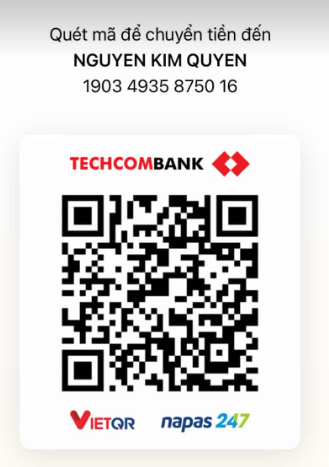 Quét mã để chuyển tiền đến
NGUYEN KIM QUYEN
1903 4935 8750 16
TECHCOMBANK
VIETQR napas 247